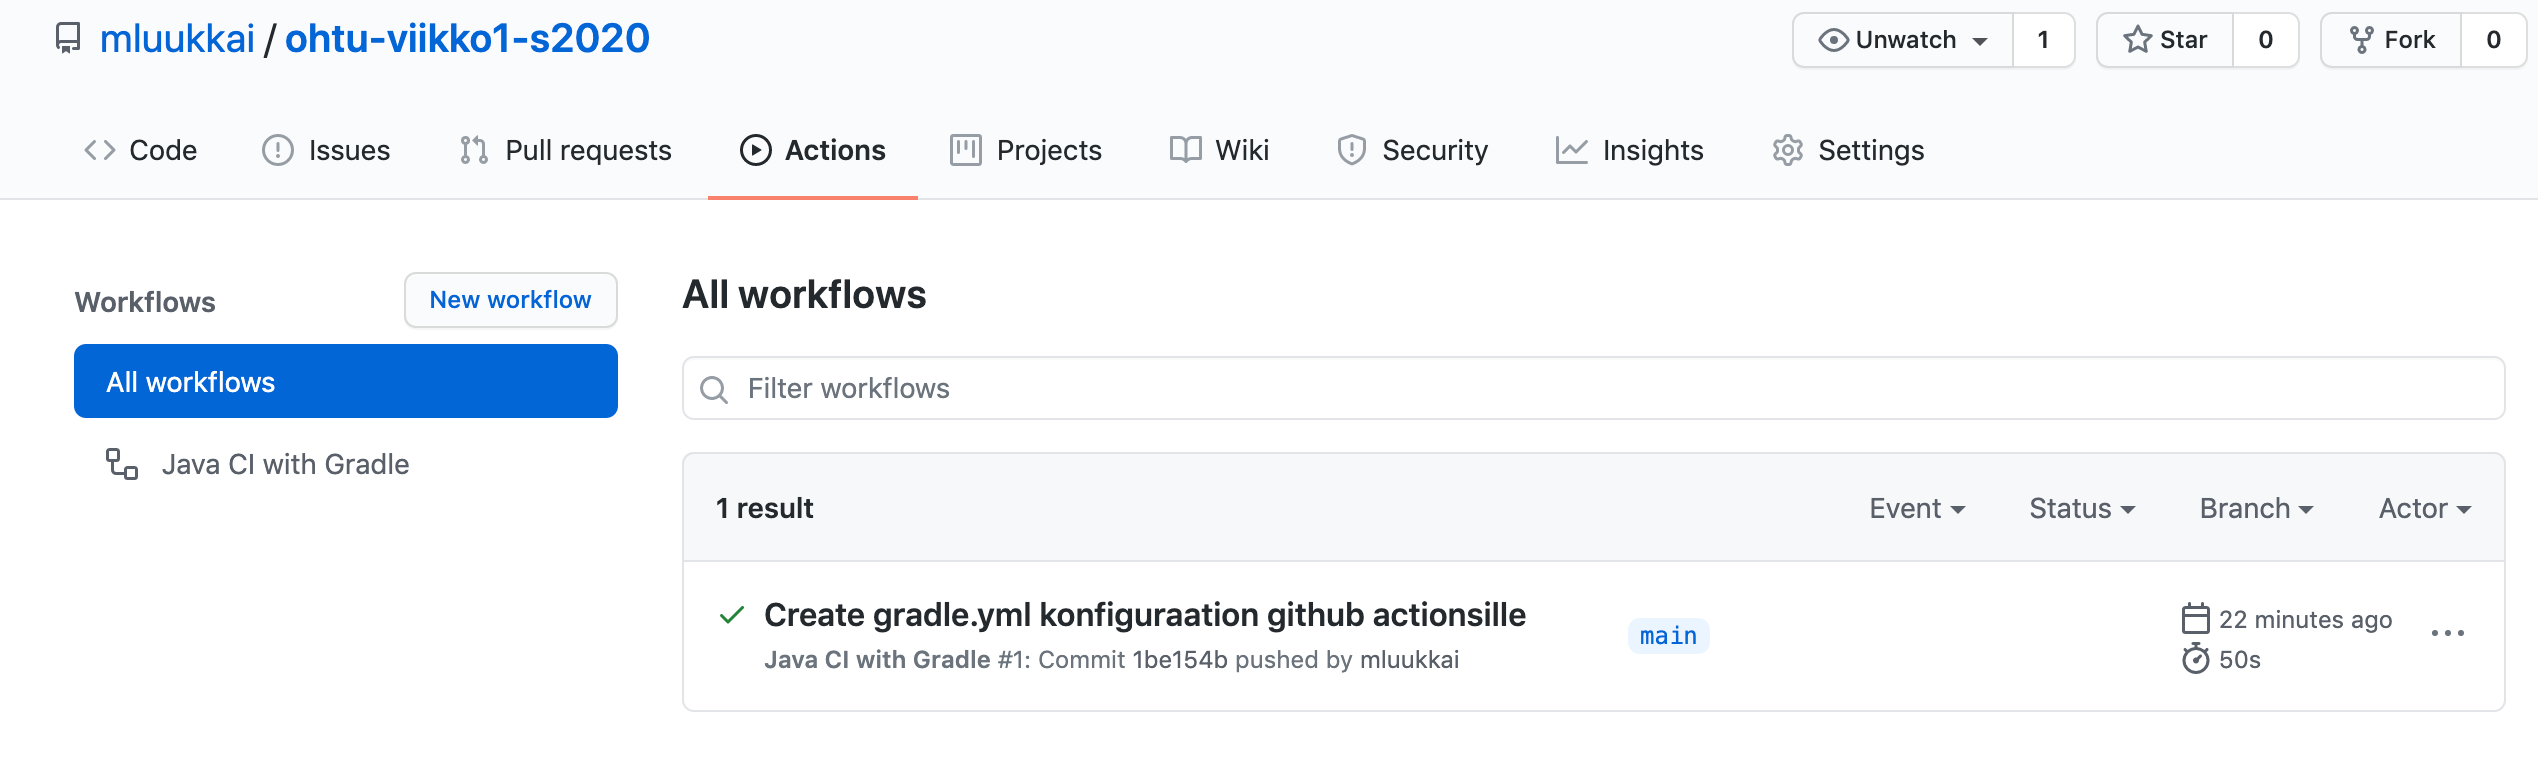 mluukkai / ohtu-viikko1-s2020
Unwatch 1 Star 0 Fork 0
Code Issues Pull requests Actions Projects Wiki Security Insights Settings
Workflows New workflow
All workflows
Java CI with Gradle
All workflows
Filter workflows
1 result Event Status Branch Actor
Create gradle.yml konfiguraation github actionsille
Java CI with Gradle #1: Commit 1be154b pushed by mluukkai
main
22 minutes ago
50s